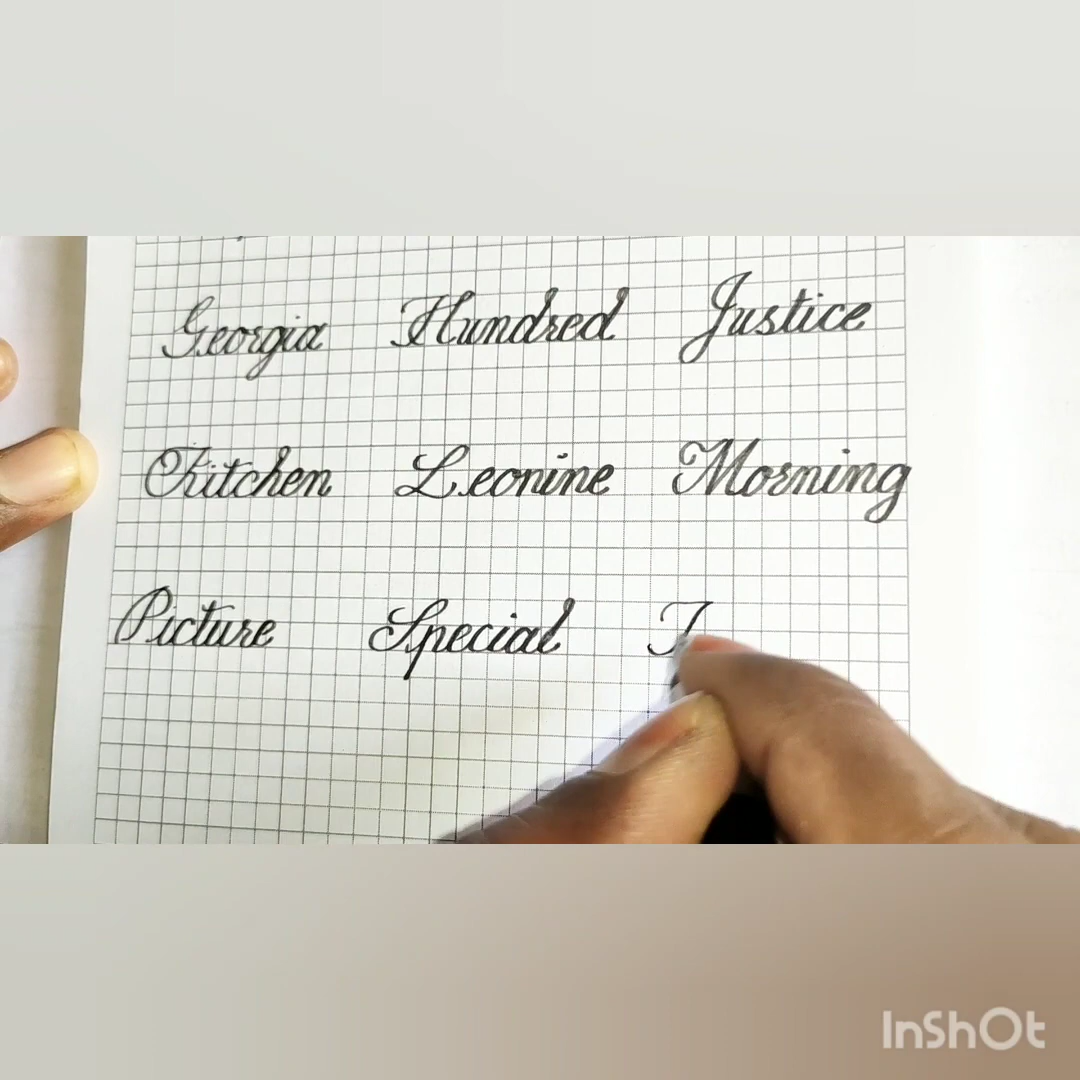 Georgia Hundred Justice
Kitchen Leonine Morning
Picture Special T
InShOt